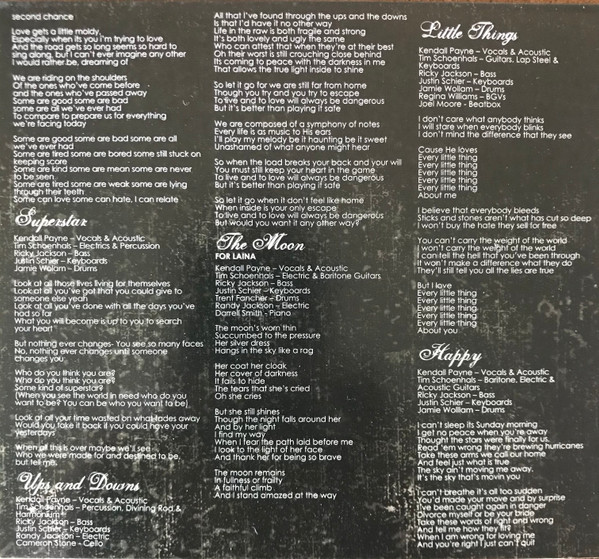 second chance
Love gets a little moldy
Especially when its you i'm trying to love
And the road gets so long seems so hard to
sing along, but I can't ever imagine any other
I would rather be, dreaming of
We are riding on the shoulders
Of the ones who've come before
and the ones who've passed away
Some are good some are bad
some are all we've ever had
To compare to prepare us for everything
we're facing today
Some are good some are bad some are all
we've ever had
Some are tired some are bored some still stuck on
keeping score
Some are kind some are mean some are never
to be seen
Some are tired some are weak some are lying
through their teeth
Some can love some can hate, I can relate
Superstar
Kendall Payne – Vocals & Acoustic
Tim Schoenhals – Electrics & Percussion
Ricky Jackson – Bass
Justin Schier – Keyboards
Jamie Wollam – Drums
Look at all those lives living for themselves
Look at all you've got that you could give to
someone else yeah
Look at all you've done with all the days you've
had so far
What you will become is up to you to search
your heart
But nothing ever changes- You see so many faces
No, nothing ever changes until someone
changes you
Who do you think you are?
Who do you think you are?
Some kind of superstar?
(When you see the world in need who do you
want to be? You can be who you want to be)
Look at all your time wasted on what fades away
Would you take it back if you could have your
yesterdays
When all this is over maybe we'll see
Who we were made for and destined to be,
but tell me,
Ups and Downs
Kendall Payne – Vocals & Acoustic
Tim Schoenhals – Percussion, Divining Rod &
Harmonium
Ricky Jackson – Bass
Justin Schier – Keyboards
Randy Jackson – Electric
Cameron Stone - Cello
All that I've found through the ups and the downs
Is that I'd have it no other way
Life in the raw is both fragile and strong
It's both lovely and ugly the same
Who can attest that when they're at their best
Oh their worst is still crouching close behind
Its coming to peace with the darkness in me
That allows the true light inside to shine
So let it go for we are still far from home
Though you try and you try to escape
To live and to love will always be dangerous
But it's better than playing it safe
We are composed of a symphony of notes
Every life is as music to His ears
I'll play my melody be it haunting be it sweet
Unashamed of what anyone might hear
So when the load breaks your back and your will
You must still keep your heart in the game
To live and to love will always be dangerous
But it's better than playing it safe
So let it go when it don't feel like home
When inside is your only escape
To live and to love will always be dangerous
But would you want it any other way?
The Moon
FOR LAINA
Kendall Payne – Vocals & Acoustic
Tim Schoenhals – Electric & Baritone Guitars
Ricky Jackson – Bass
Justin Schier – Keyboards
Trent Fancher – Drums
Randy Jackson – Electric
Darrell Smith - Piano
The moon's worn thin
Succumbed to the pressure
Her silver dress
Hangs in the sky like a rag
Her coat her cloak
Her cover of darkness
It fails to hide
The tears that she's cried
Oh she cries
But she still shines
Though the night falls around her
And by her light
I find my way
When I fear the path laid before me
I look to the light of her face
And thank her for being so brave
The moon remains
In fullness or frailty
A faithful climb
And I stand amazed at the way
Little Things
Kendall Payne – Vocals & Acoustic
Tim Schoenhals – Guitars, Lap Steel &
Keyboards
Ricky Jackson – Bass
Justin Schier – Keyboards
Jamie Wollam – Drums
Regina Williams – BGVs
Joel Moore - Beatbox
I don't care what anybody thinks
I will stare when everybody blinks
I don't mind the difference that they see
Cause He loves
Every little thing
Every little thing
Every little thing
Every little thing
About me
I believe that everybody bleeds
Sticks and stones aren't what has cut so deep
I won't buy the hate they sell for free
You can't carry the weight of the world
I won't carry the weight of the world
I can tell the hell that you've been through
It won't make a difference what they do
They'll still tell you all the lies are true
But I love
Every little thing
Every little thing
Every little thing
Every little thing
About you
Happy
Kendall Payne – Vocals & Acoustic
Tim Schoenhals – Baritone, Electric &
Acoustic Guitars
Ricky Jackson – Bass
Justin Schier – Keyboards
Jamie Wolllam – Drums
I can't sleep its Sunday morning
I get no peace when you're away
Thought the stars were finally for us,
Read 'em wrong they're brewing hurricanes
Take these arms we call our home
And feel just what is true
The sky ain't moving me away,
It's the sky that's movin you
I can't breathe it's all too sudden
You'd made your move and by surprise
I've been caught again in danger
Divorce myself or be your bride
Take these words of right and wrong
And tell me how they fit?
When I am wrong for loving me
and You're right I just can't quit